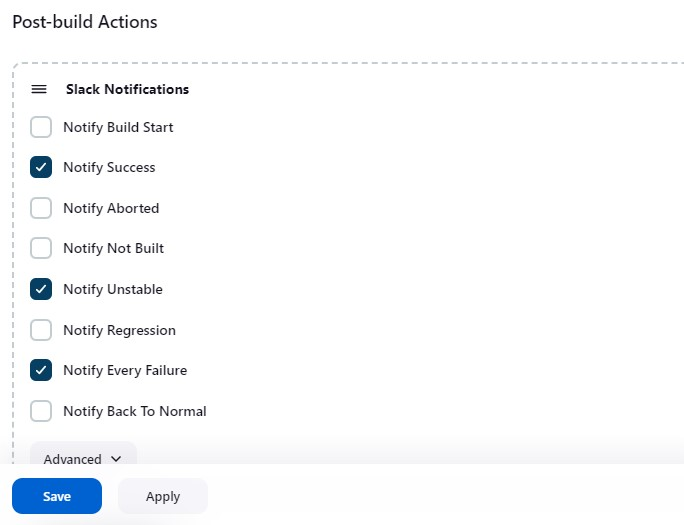 Post-build Actions
Slack Notifications
Notify Build Start
Notify Success
Notify Aborted
Notify Not Built
Notify Unstable
Notify Regression
Notify Every Failure
Notify Back To Normal
Advanced
Save
Apply